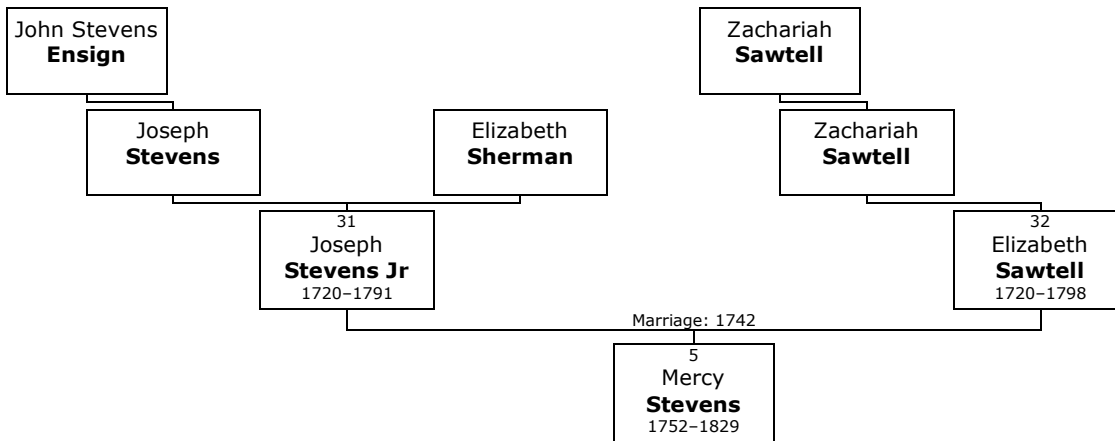 John Stevens
Ensign
Zachariah
Sawtell
Joseph
Stevens
Elizabeth
Sherman
Zachariah
Sawtell
31
Joseph
Stevens Jr
1720–1791
32
Elizabeth
Sawtell
1720–1798
Marriage: 1742
5
Mercy
Stevens
1752–1829